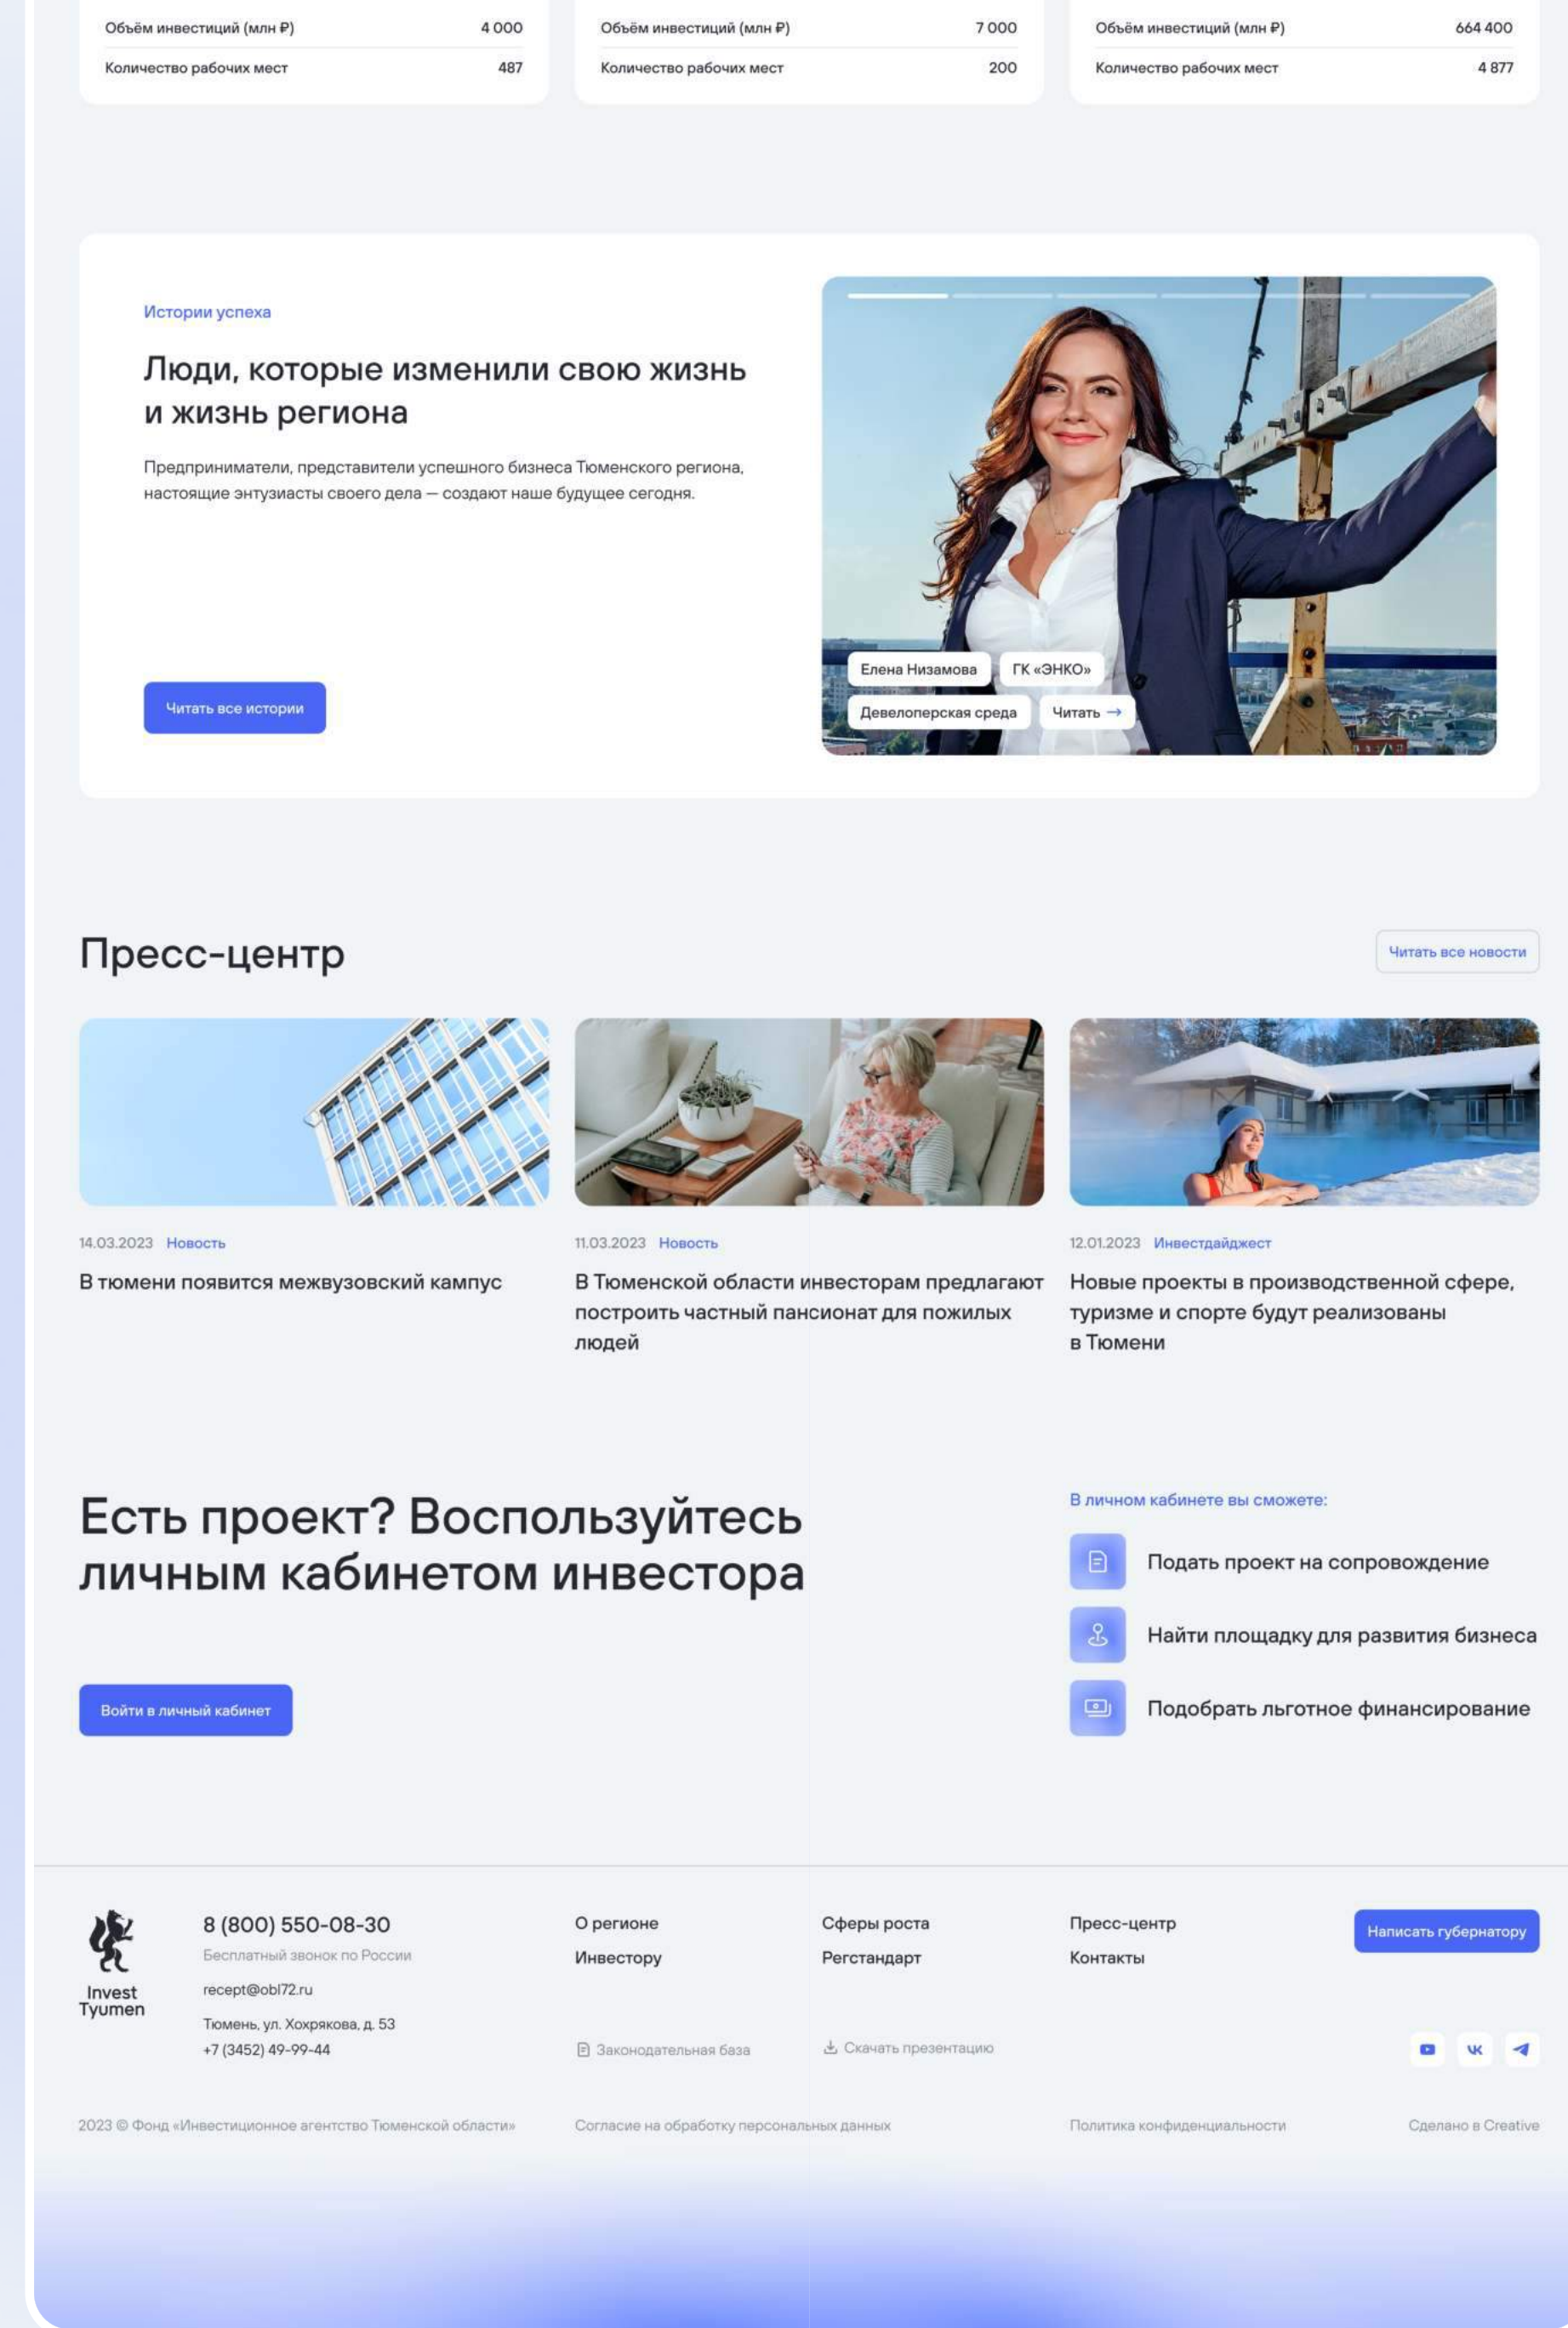 Объём инвестиций (млн ₽) 4 000
Количество рабочих мест 487
Объём инвестиций (млн ₽) 7 000
Количество рабочих мест 200
Объём инвестиций (млн ₽) 664 400
Количество рабочих мест 4 877
Истории успеха
Люди, которые изменили свою жизнь
и жизнь региона
Предприниматели, представители успешного бизнеса Тюменского региона,
настоящие энтузиасты своего дела — создают наше будущее сегодня.
Читать все истории
Елена Низамова
ГК «ЭНКО»
Девелоперская среда
Читать →
Пресс-центр
Читать все новости
14.03.2023 Новость
В тюмени появится межвузовский кампус
11.03.2023 Новость
В Тюменской области инвесторам предлагают
построить частный пансионат для пожилых
людей
12.01.2023 Инвестдайджест
Новые проекты в производственной сфере,
туризме и спорте будут реализованы
в Тюмени
Есть проект? Воспользуйтесь
личным кабинетом инвестора
Войти в личный кабинет
В личном кабинете вы сможете:
Подать проект на сопровождение
Найти площадку для развития бизнеса
Подобрать льготное финансирование
Invest
Tyumen
8 (800) 550-08-30
Бесплатный звонок по России
recept@obl72.ru
Тюмень, ул. Хохрякова, д. 53
+7 (3452) 49-99-44
О регионе
Инвестору
Законодательная база
Сферы роста
Регстандарт
Скачать презентацию
Пресс-центр
Контакты
Написать губернатору
2023 © Фонд «Инвестиционное агентство Тюменской области»
Согласие на обработку персональных данных
Политика конфиденциальности
Сделано в Creative